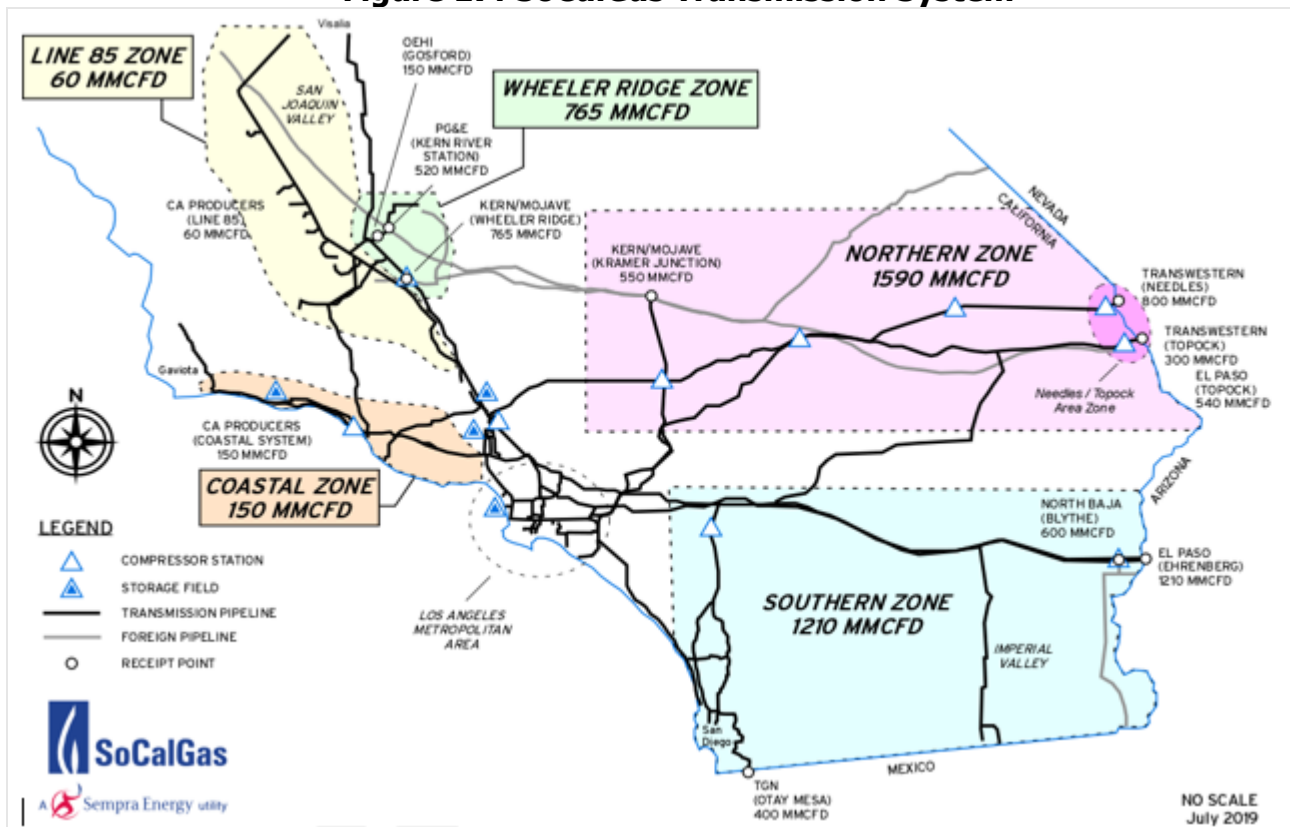 Visalia
LINE 85 ZONE
60 MMCFD
OEHI
(GOSFORD)
150 MMCFD
SAN
JOAQUIN
VALLEY
WHEELER RIDGE ZONE
765 MMCFD
PG&E
(KERN RIVER
STATION)
520 MMCFD
CA PRODUCERS
(LINE 85)
60 MMCFD
KERN/MOJAVE
(WHEELER RIDGE)
765 MMCFD
KERN/MOJAVE
(KRAMER JUNCTION)
550 MMCFD
NEVADA
CALIFORNIA
NORTHERN ZONE
1590 MMCFD
TRANSWESTERN
(NEEDLES)
800 MMCFD
TRANSWESTERN
(TOPOCK)
300 MMCFD
EL PASO
(TOPOCK)
540 MMCFD
Needles / Topock
Area Zone
Gaviota
N
CA PRODUCERS
(COASTAL SYSTEM)
150 MMCFD
COASTAL ZONE
150 MMCFD
ARIZONA
NORTH BAJA
(BLYTHE)
600 MMCFD
EL PASO
(EHRENBERG)
1210 MMCFD
LEGEND
COMPRESSOR STATION
STORAGE FIELD
TRANSMISSION PIPELINE
FOREIGN PIPELINE
RECEIPT POINT
LOS ANGELES
METROPOLITAN
AREA
SOUTHERN ZONE
1210 MMCFD
IMPERIAL
VALLEY
San
Diego
MEXICO
TGN
(OTAY MESA)
400 MMCFD
SoCalGas
A Sempra Energy utility
NO SCALE
July 2019